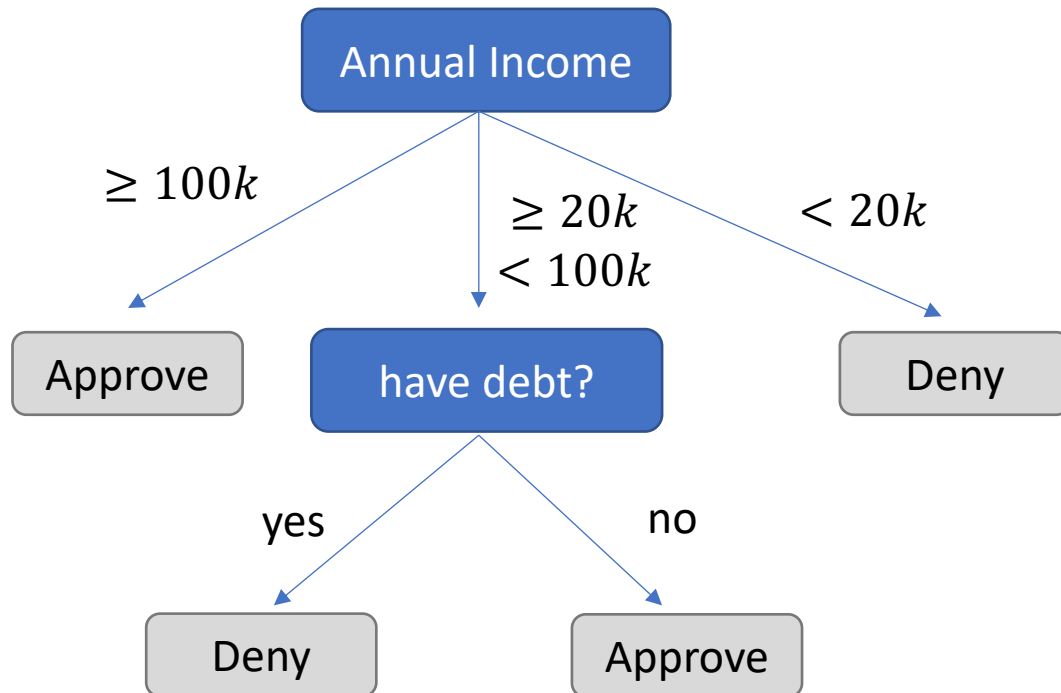 Annual Income
≥ 100k
≥ 20k
< 100k
< 20k
Approve
have debt?
Deny
yes
no
Deny
Approve